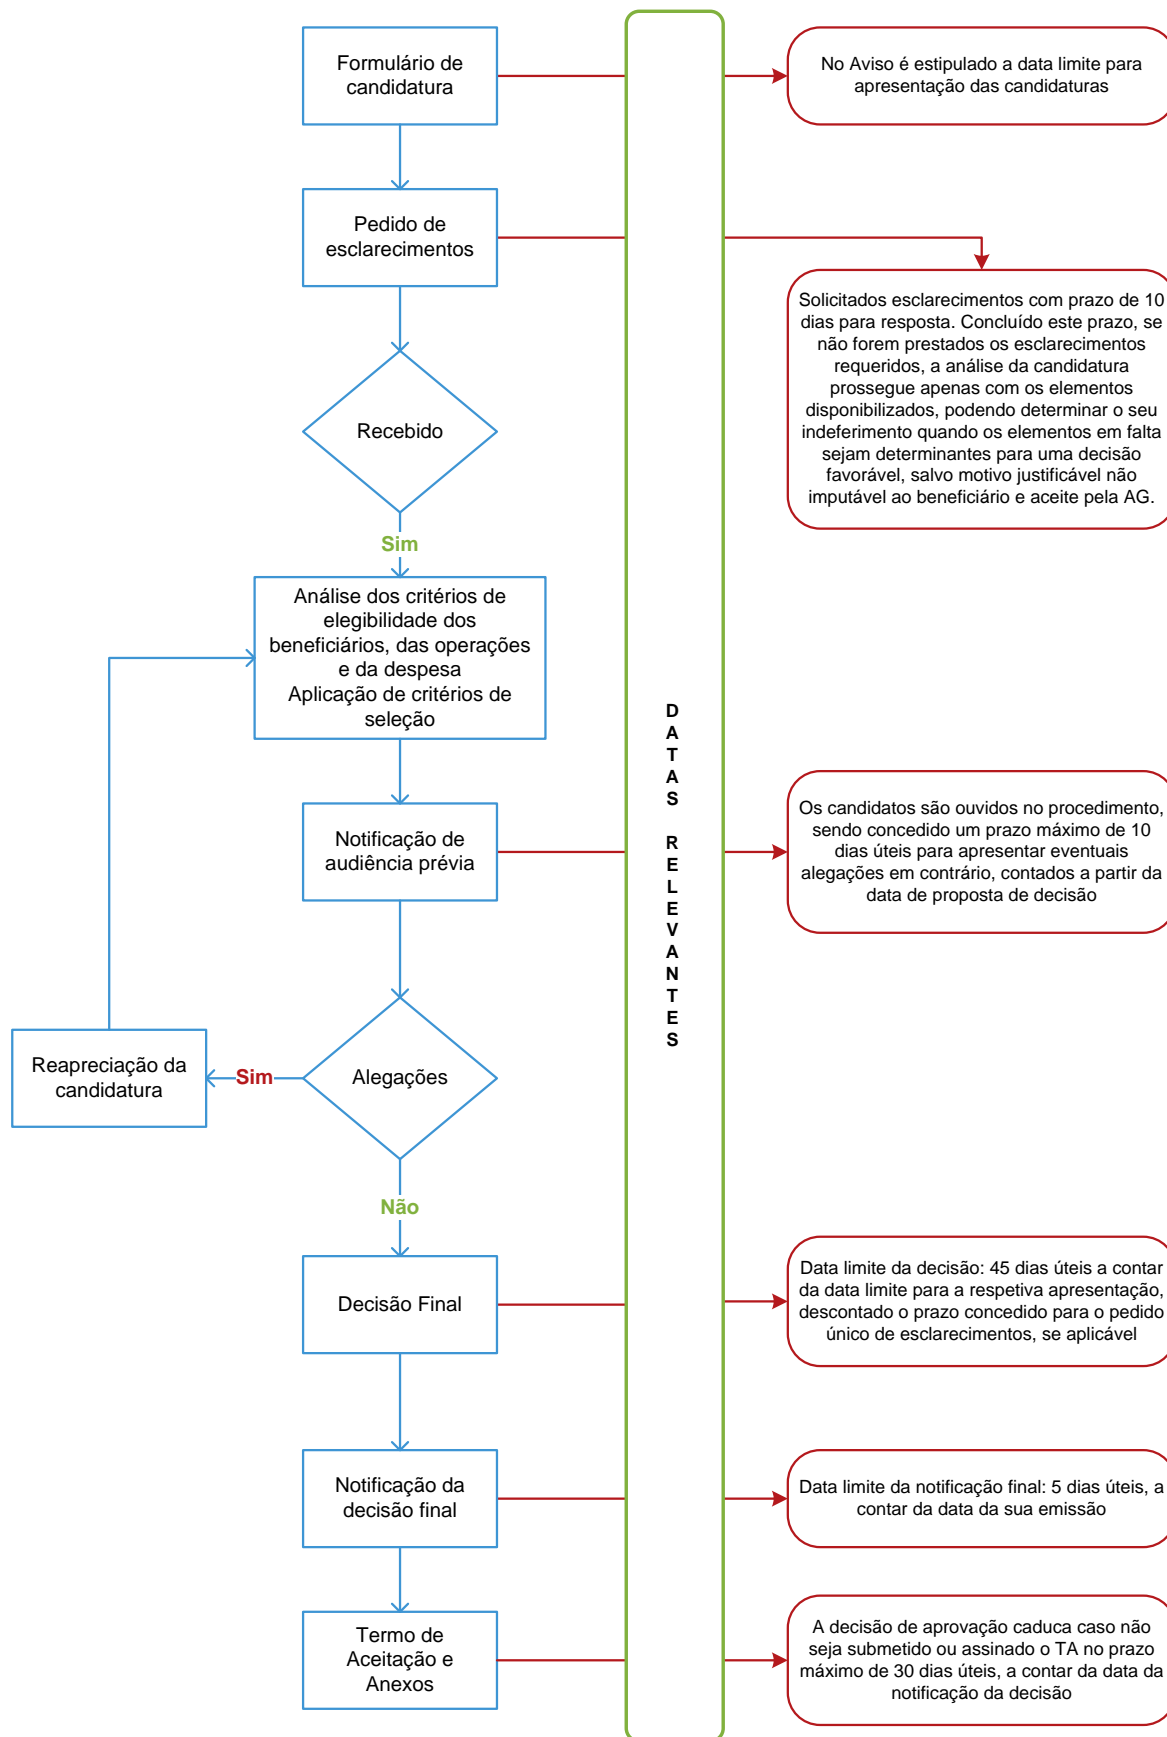 Formulário de
candidatura
No Aviso é estipulado a data limite para
apresentação das candidaturas
Pedido de
esclarecimentos
Solicitados esclarecimentos com prazo de 10
dias para resposta. Concluído este prazo, se
não forem prestados os esclarecimentos
requeridos, a análise da candidatura
prossegue apenas com os elementos
disponibilizados, podendo determinar o seu
indeferimento quando os elementos em falta
sejam determinantes para uma decisão
favorável, salvo motivo justificável não
imputável ao beneficiário e aceite pela AG.
Recebido
Sim
Análise dos critérios de
elegibilidade dos
beneficiários, das operações
e da despesa
Aplicação de critérios de
seleção
DATAS RELEVANTES
Notificação de
audiência prévia
Os candidatos são ouvidos no procedimento,
sendo concedido um prazo máximo de 10
dias úteis para apresentar eventuais
alegações em contrário, contados a partir da
data de proposta de decisão
Reapreciação da
candidatura
Sim
Alegações
Não
Decisão Final
Data limite da decisão: 45 dias úteis a contar
da data limite para a respetiva apresentação,
descontado o prazo concedido para o pedido
único de esclarecimentos, se aplicável
Notificação da
decisão final
Data limite da notificação final: 5 dias úteis, a
contar da data da sua emissão
Termo de
Aceitação e
Anexos
A decisão de aprovação caduca caso não
seja submetido ou assinado o TA no prazo
máximo de 30 dias úteis, a contar da data da
notificação da decisão